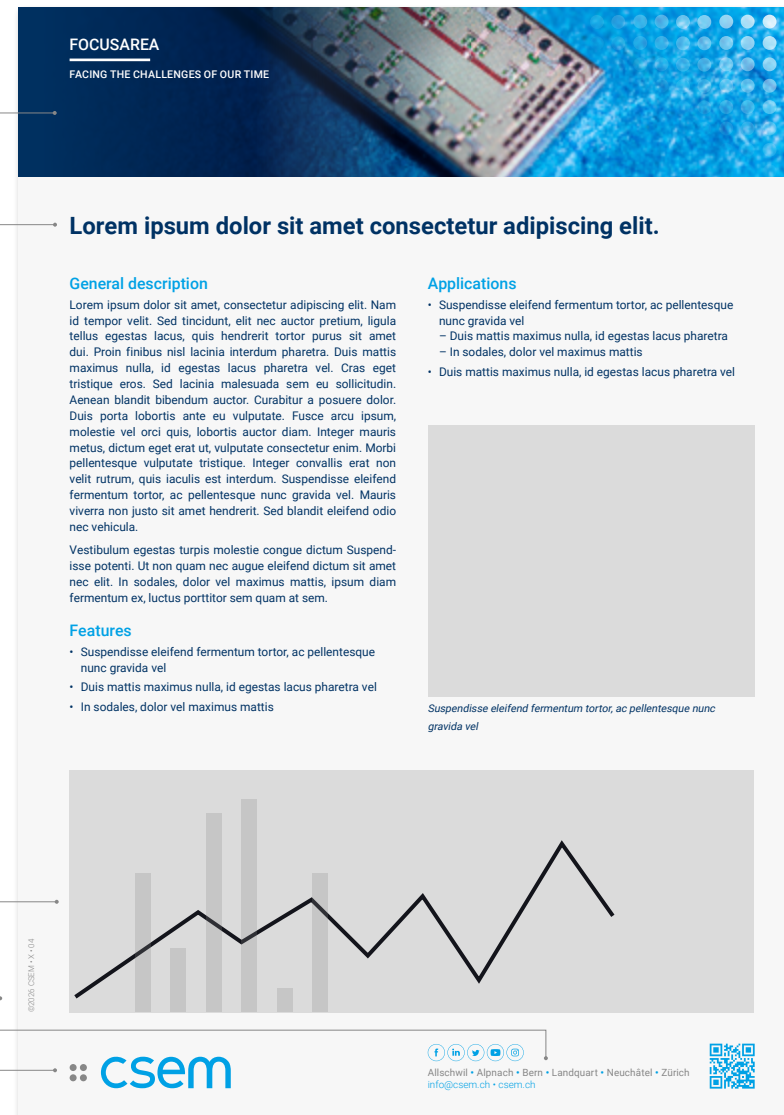 FOCUSAREA
FACING THE CHALLENGES OF OUR TIME
Lorem ipsum dolor sit amet consectetur adipiscing elit.
General description
Lorem ipsum dolor sit amet, consectetur adipiscing elit. Nam
id tempor velit. Sed tincidunt, elit nec auctor pretium, ligula
tellus egestas lacus, quis hendrerit tortor purus sit amet
dui. Proin finibus nisl lacinia interdum pharetra. Duis mattis
maximus nulla, id egestas lacus pharetra vel. Cras eget
tristique eros. Sed lacinia malesuada sem eu sollicitudin.
Aenean blandit bibendum auctor. Curabitur a posuere dolor.
Duis porta lobortis ante eu vulputate. Fusce arcu ipsum,
molestie vel orci quis, lobortis auctor diam. Integer mauris
metus, dictum eget erat ut, vulputate consectetur enim. Morbi
pellentesque vulputate tristique. Integer convallis erat non
velit rutrum, quis iaculis est interdum. Suspendisse eleifend
fermentum tortor, ac pellentesque nunc gravida vel. Mauris
viverra non justo sit amet hendrerit. Sed blandit eleifend odio
nec vehicula.
Vestibulum egestas turpis molestie congue dictum Suspend-
isse potenti. Ut non quam nec augue eleifend dictum sit amet
nec elit. In sodales, dolor vel maximus mattis, ipsum diam
fermentum ex, luctus porttitor sem quam at sem.
Features
• Suspendisse eleifend fermentum tortor, ac pellentesque
nunc gravida vel
• Duis mattis maximus nulla, id egestas lacus pharetra vel
• In sodales, dolor vel maximus mattis
Applications
• Suspendisse eleifend fermentum tortor, ac pellentesque
nunc gravida vel
– Duis mattis maximus nulla, id egestas lacus pharetra
– In sodales, dolor vel maximus mattis
• Duis mattis maximus nulla, id egestas lacus pharetra vel
Suspendisse eleifend fermentum tortor, ac pellentesque nunc
gravida vel
©2026 CSEM • X • 04
csem
Allschwil • Alpnach • Bern • Landquart • Neuchâtel • Zürich
info@csem.ch • csem.ch